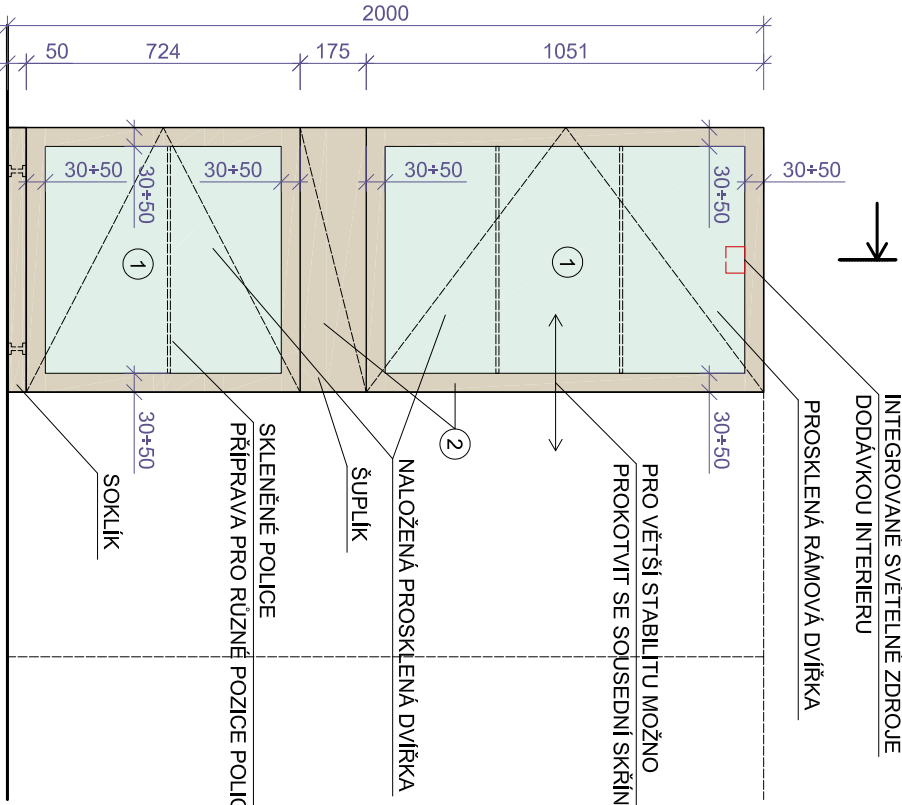 2000
50
724
175
1051
30÷50
30÷50
30÷50
30÷50
30÷50
30÷50
30÷50
30÷50
1
1
2
INTEGROVANÉ SVĚTELNÉ ZDROJE
DODÁVKOU INTERIERU
PROSKLENÁ RÁMOVÁ DVÍŘKA
PRO VĚTŠÍ STABILITU MOŽNO
PROKOTVIT SE SOUSEDNÍ SKŘÍN
NALOŽENÁ PROSKLENÁ DVÍŘKA
ŠUPLÍK
SKLENĚNÉ POLICE
PŘÍPRAVA PRO RŮZNÉ POZICE POLIC
SOKLÍK